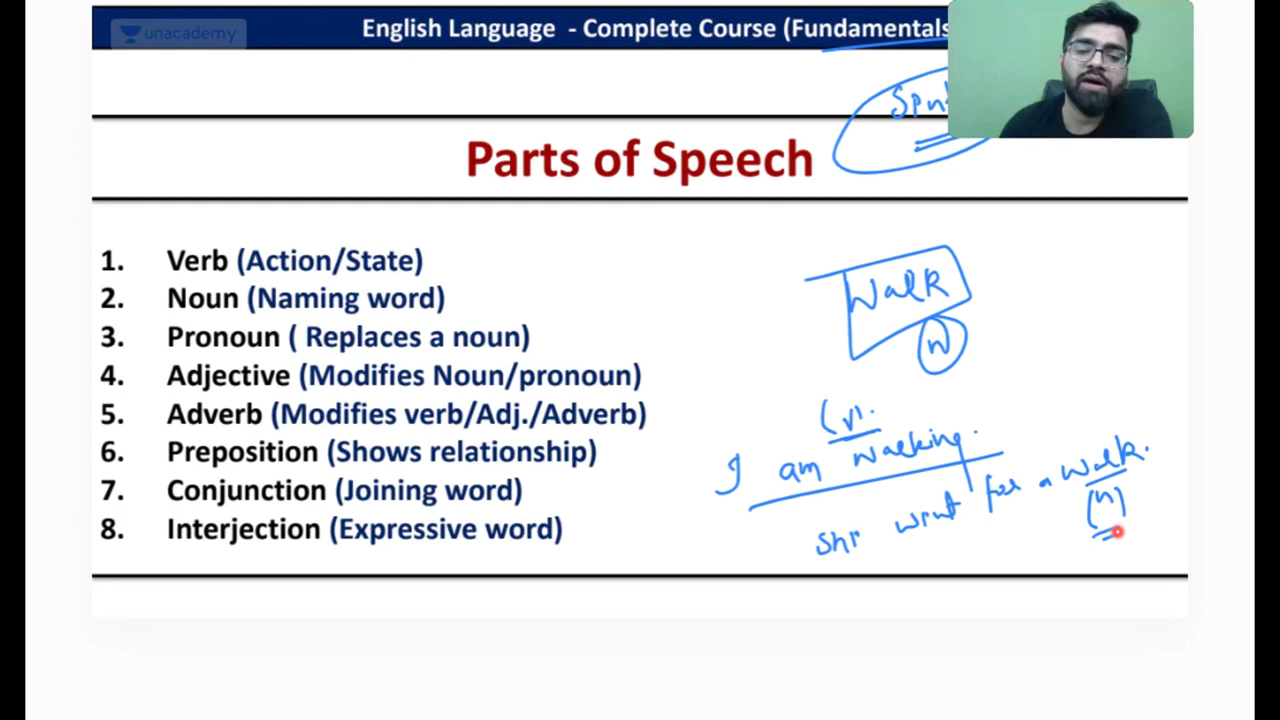 unacademy
English Language - Complete Course (Fundamentals
Parts of Speech
1. Verb (Action/State)
2. Noun (Naming word)
3. Pronoun ( Replaces a noun)
4. Adjective (Modifies Noun/pronoun)
5. Adverb (Modifies verb/Adj./Adverb)
6. Preposition (Shows relationship)
7. Conjunction (Joining word)
8. Interjection (Expressive word)
Walk
(v).
I am walking.
She went for a walk.
(n)